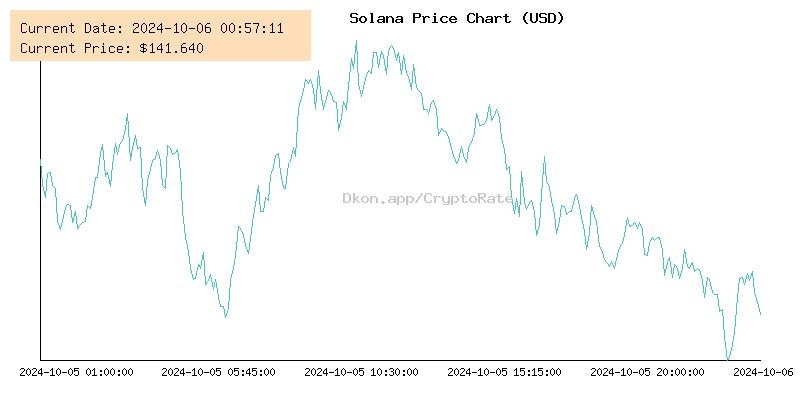 Solana Price Chart (USD)
Current Date: 2024-10-06 00:57:11
Current Price: $141.640
Dkon.app/CryptoRate
2024-10-05 01:00:00
2024-10-05 05:45:00
2024-10-05 10:30:00
2024-10-05 15:15:00
2024-10-05 20:00:00
2024-10-06